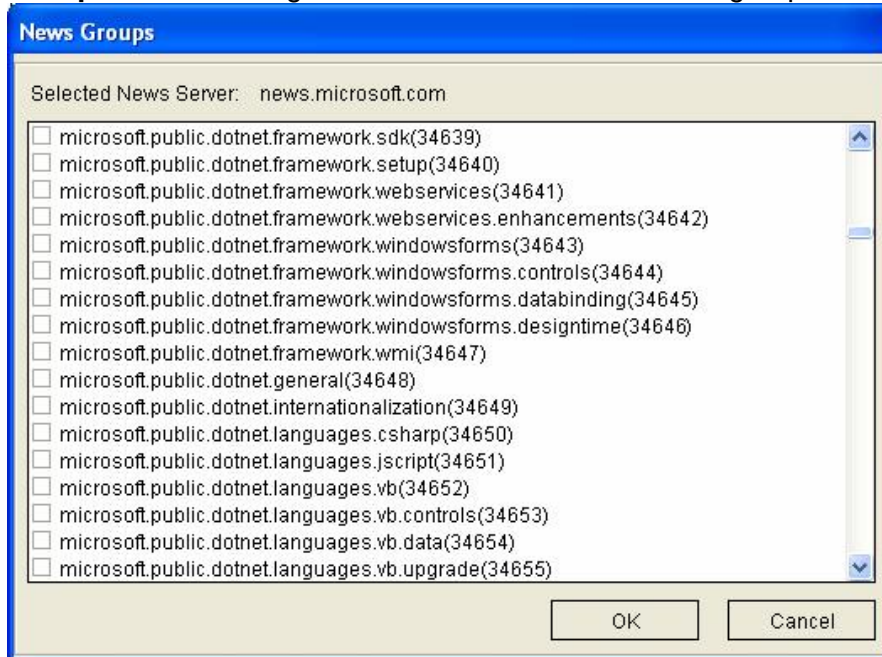 News Groups
Selected News Server: news.microsoft.com
microsoft.public.dotnet.framework.sdk(34639)
microsoft.public.dotnet.framework.setup(34640)
microsoft.public.dotnet.framework.webservices(34641)
microsoft.public.dotnet.framework.webservices.enhancements(34642)
microsoft.public.dotnet.framework.windowsforms(34643)
microsoft.public.dotnet.framework.windowsforms.controls(34644)
microsoft.public.dotnet.framework.windowsforms.databinding(34645)
microsoft.public.dotnet.framework.windowsforms.designtime(34646)
microsoft.public.dotnet.framework.wmi(34647)
microsoft.public.dotnet.general(34648)
microsoft.public.dotnet.internationalization(34649)
microsoft.public.dotnet.languages.csharp(34650)
microsoft.public.dotnet.languages.jscript(34651)
microsoft.public.dotnet.languages.vb(34652)
microsoft.public.dotnet.languages.vb.controls(34653)
microsoft.public.dotnet.languages.vb.data(34654)
microsoft.public.dotnet.languages.vb.upgrade(34655)
OK Cancel